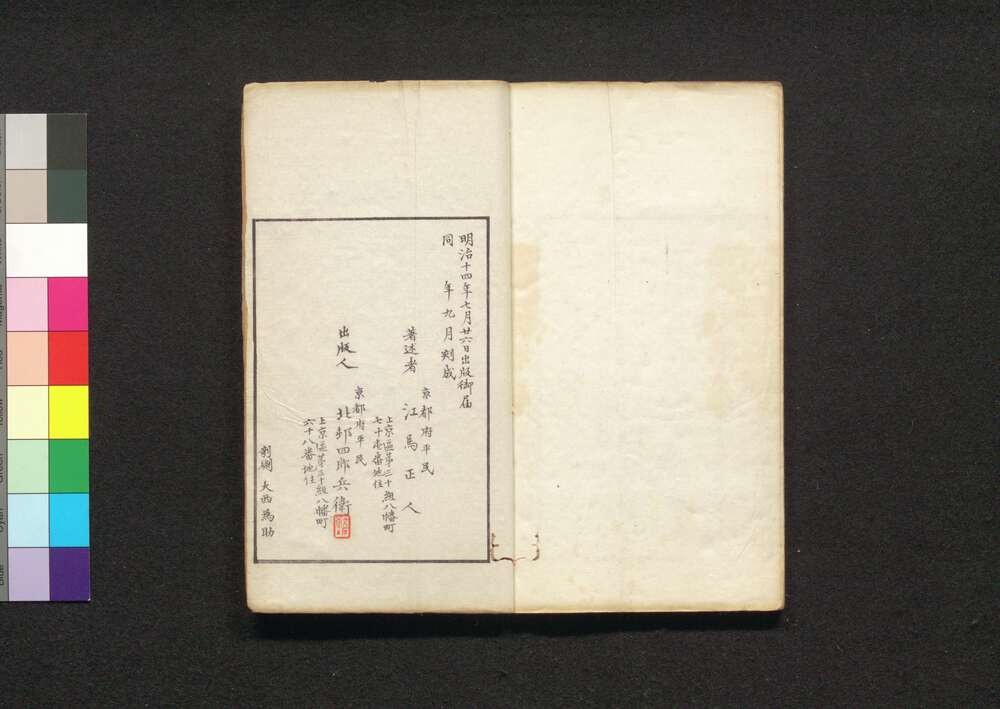 明治十四年七月廿六日出版御届
同年九月刻成
著述者
京都府平民
江馬正人
上京區第三十組八幡町
七十壱番地住
出版人
京都府平民
北邨四郎兵衛
上京區第三十組八幡町
六十八番地住
剞劂 大西為助